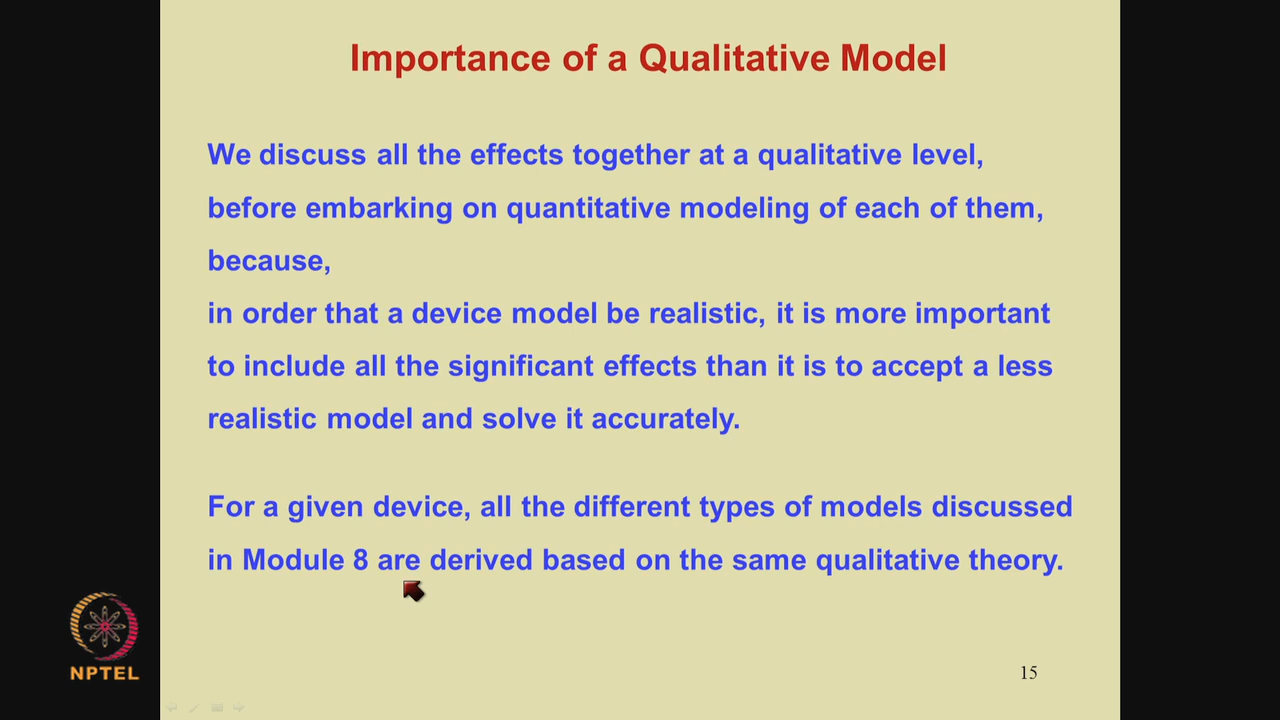 Importance of a Qualitative Model
We discuss all the effects together at a qualitative level,
before embarking on quantitative modeling of each of them,
because,
in order that a device model be realistic, it is more important
to include all the significant effects than it is to accept a less
realistic model and solve it accurately.
For a given device, all the different types of models discussed
in Module 8 are derived based on the same qualitative theory.
NPTEL
15